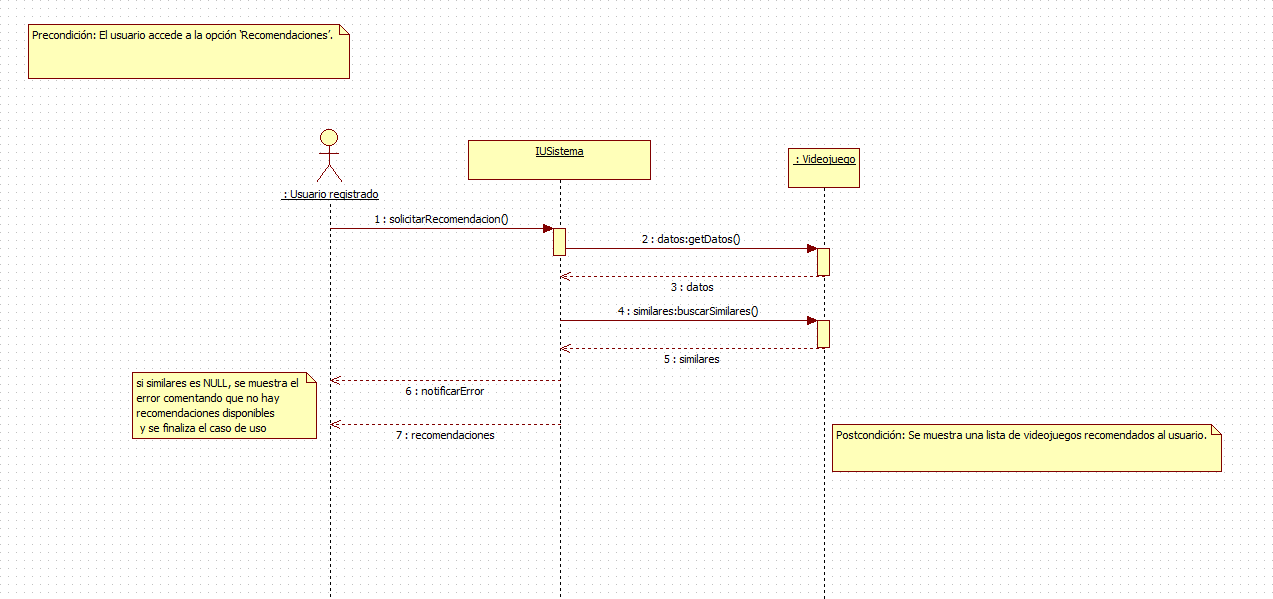 Precondición: El usuario accede a la opción 'Recomendaciones'.
IUSistema
: Videojuego
: Usuario registrado
1 : solicitarRecomendacion()
2 : datos:getDatos()
3 : datos
4 : similares:buscarSimilares()
5 : similares
si similares es NULL, se muestra el
error comentando que no hay
recomendaciones disponibles
y se finaliza el caso de uso
6 : notificarError
7 : recomendaciones
Postcondición: Se muestra una lista de videojuegos recomendados al usuario.